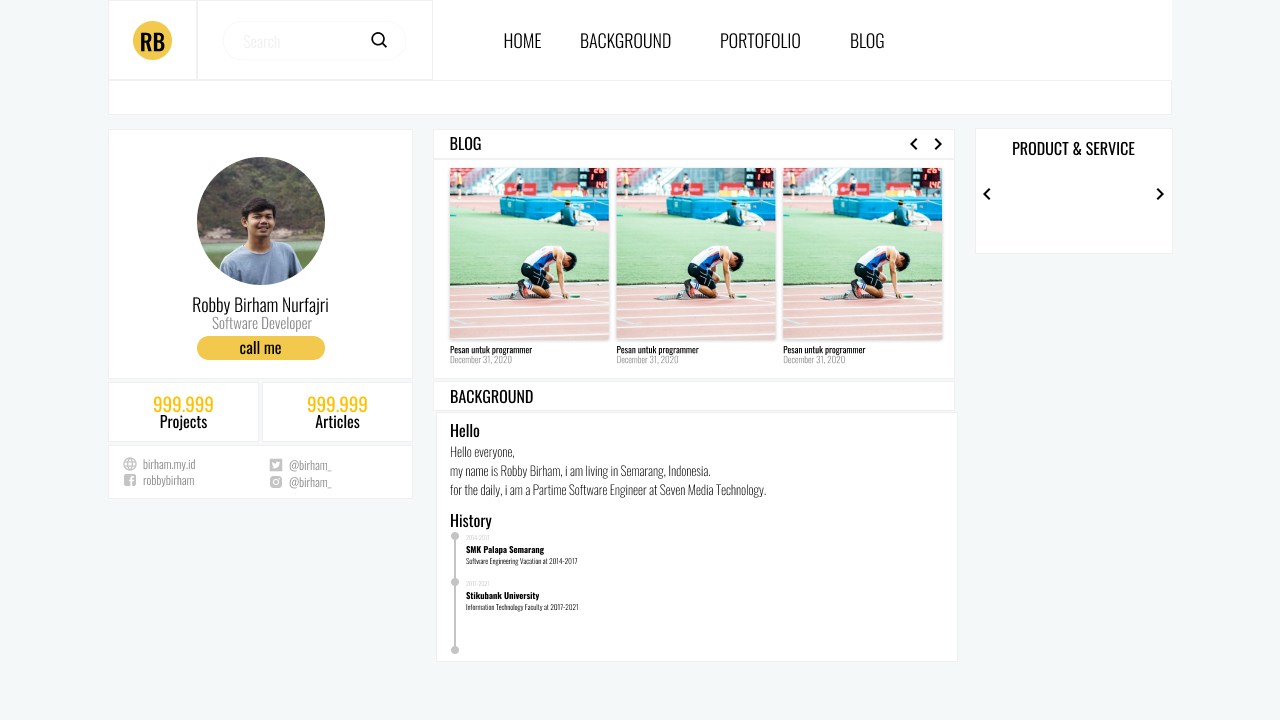 RB
Search
HOME BACKGROUND PORTOFOLIO BLOG
Robby Birham Nurfajri
Software Developer
call me
999.999
Projects
999.999
Articles
birham.my.id
robbybirham
@birham_
@birham_
BLOG
Pesan untuk programmer
December 31, 2020
Pesan untuk programmer
December 31, 2020
Pesan untuk programmer
December 31, 2020
BACKGROUND
Hello
Hello everyone,
my name is Robby Birham, i am living in Semarang, Indonesia.
for the daily, i am a Partime Software Engineer at Seven Media Technology.
History
2014-2017
SMK Palapa Semarang
Software Engineering Vacation at 2014-2017
Stikubank University
Information Technology Faculty at 2017-2021
PRODUCT & SERVICE